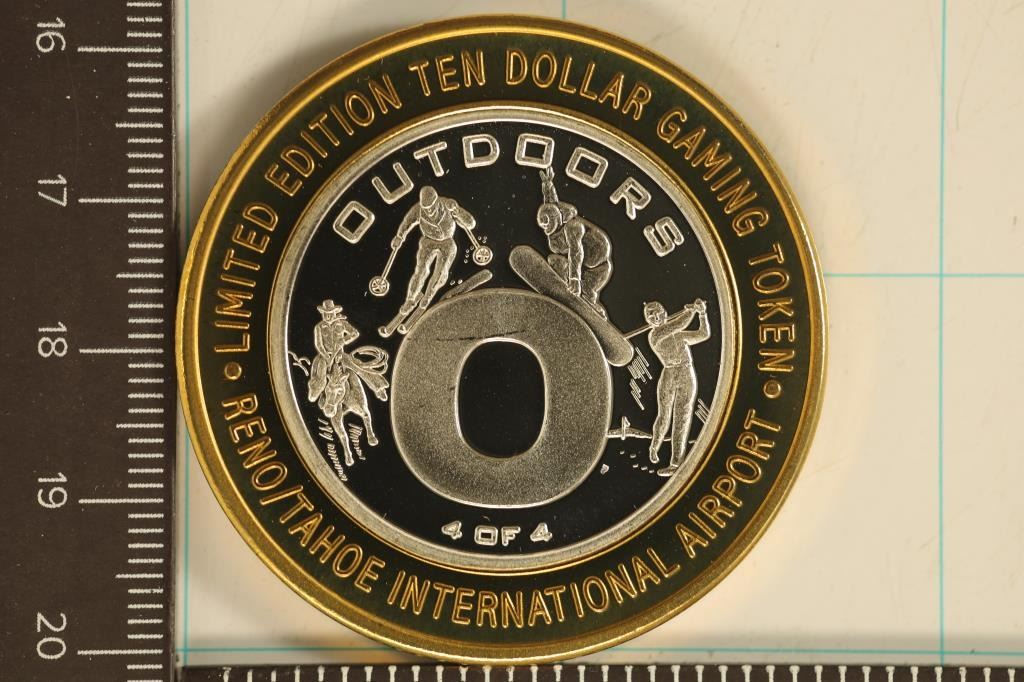 LIMITED EDITION TEN DOLLAR GAMING TOKEN
OUTDOORS
O
4 OF 4
• RENO/TAHOE INTERNATIONAL AIRPORT •
16
17
18
19
20